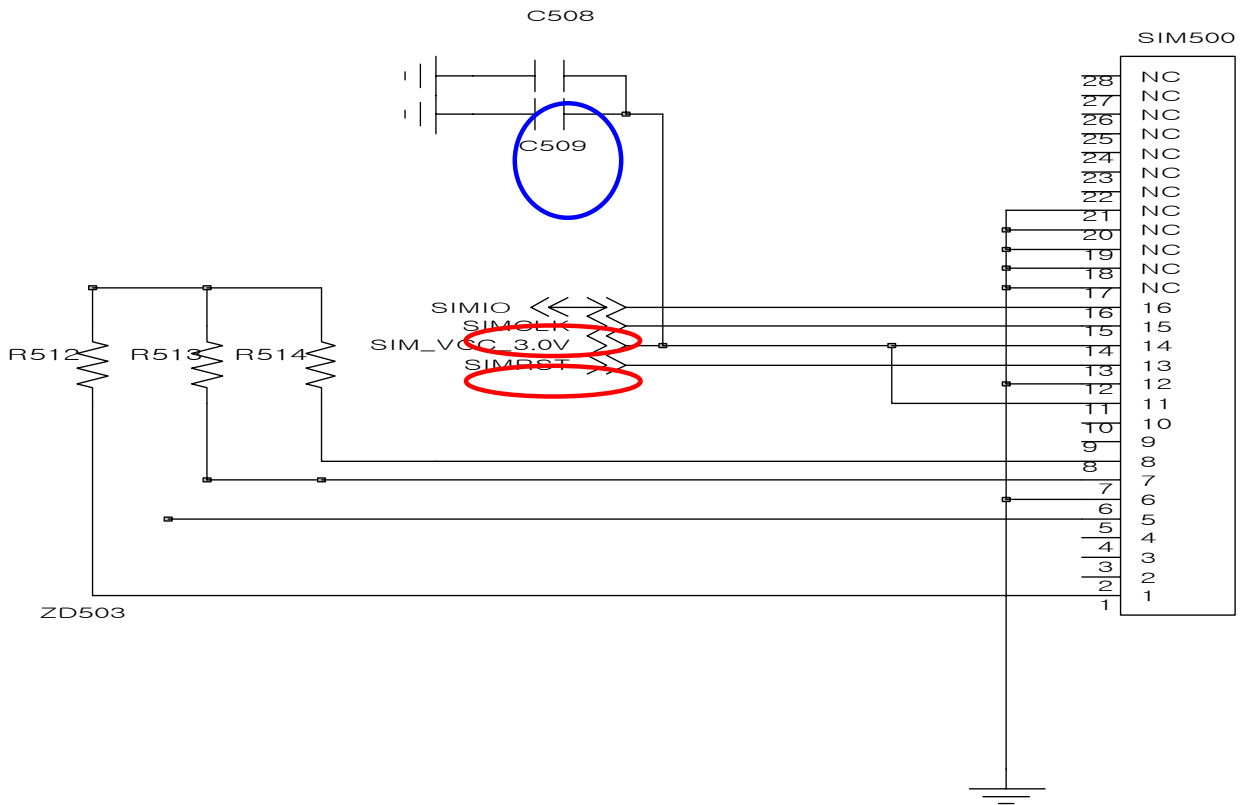 C508
SIM500
C509
28 NC
27 NC
26 NC
25 NC
24 NC
23 NC
22 NC
21 NC
20 NC
19 NC
18 NC
17 NC
SIMIO
16 16
SIMCLK
15 15
SIM_VCC_3.0V
14 14
R512 R513 R514
SIMRST
13 13
12 12
11 11
10 10
9 9
8 8
7 7
6 6
5 5
4 4
3 3
2 2
1 1
ZD503